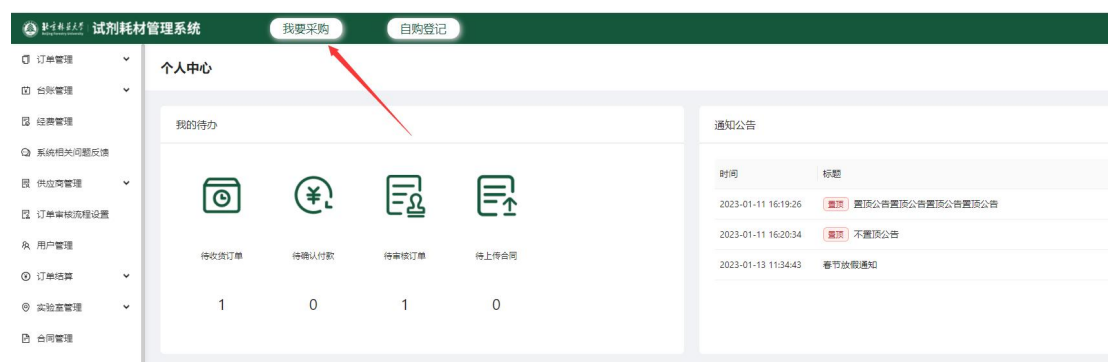 北京林业大学 试剂耗材管理系统 我要采购 自购登记
订单管理
台账管理
经费管理
系统相关问题反馈
供应商管理
订单审核流程设置
用户管理
订单结算
实验室管理
合同管理
个人中心
我的待办
待收货订单 待确认付款 待审核订单 待上传合同
1 0 1 0
通知公告
时间 标题
2023-01-11 16:19:26 置顶 置顶公告置顶公告置顶公告置顶公告
2023-01-11 16:20:34 置顶 不置顶公告
2023-01-13 11:34:43 春节放假通知